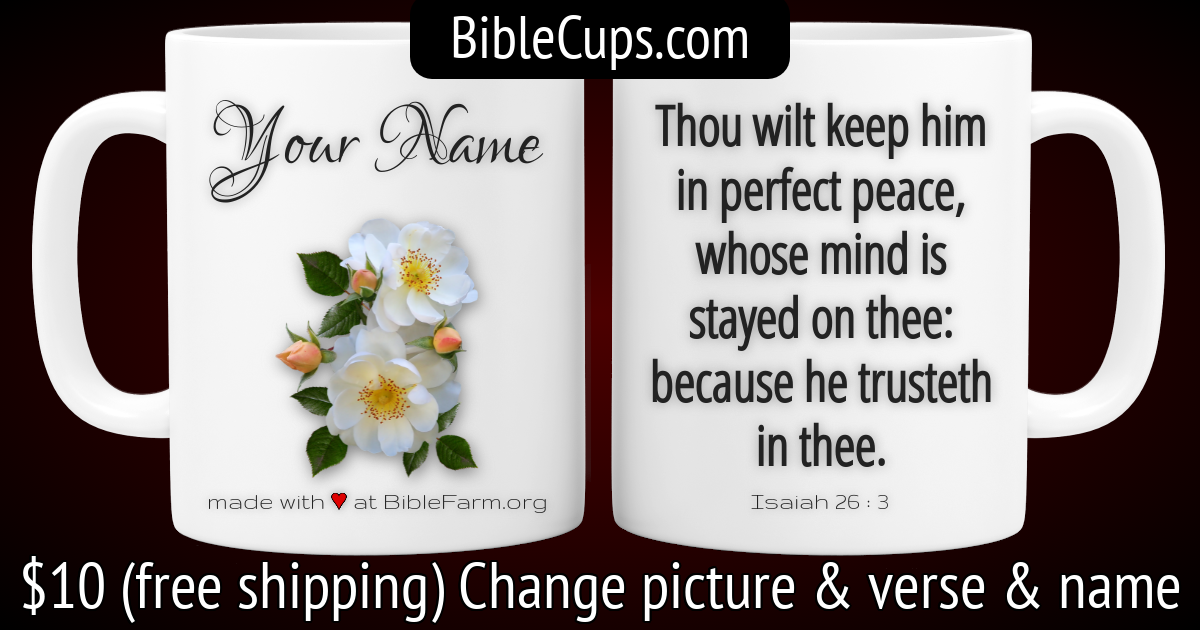 BibleCups.com
Your Name
made with ♥ at BibleFarm.org
Thou wilt keep him
in perfect peace,
whose mind is
stayed on thee:
because he trusteth
in thee.
Isaiah 26 : 3
$10 (free shipping) Change picture & verse & name